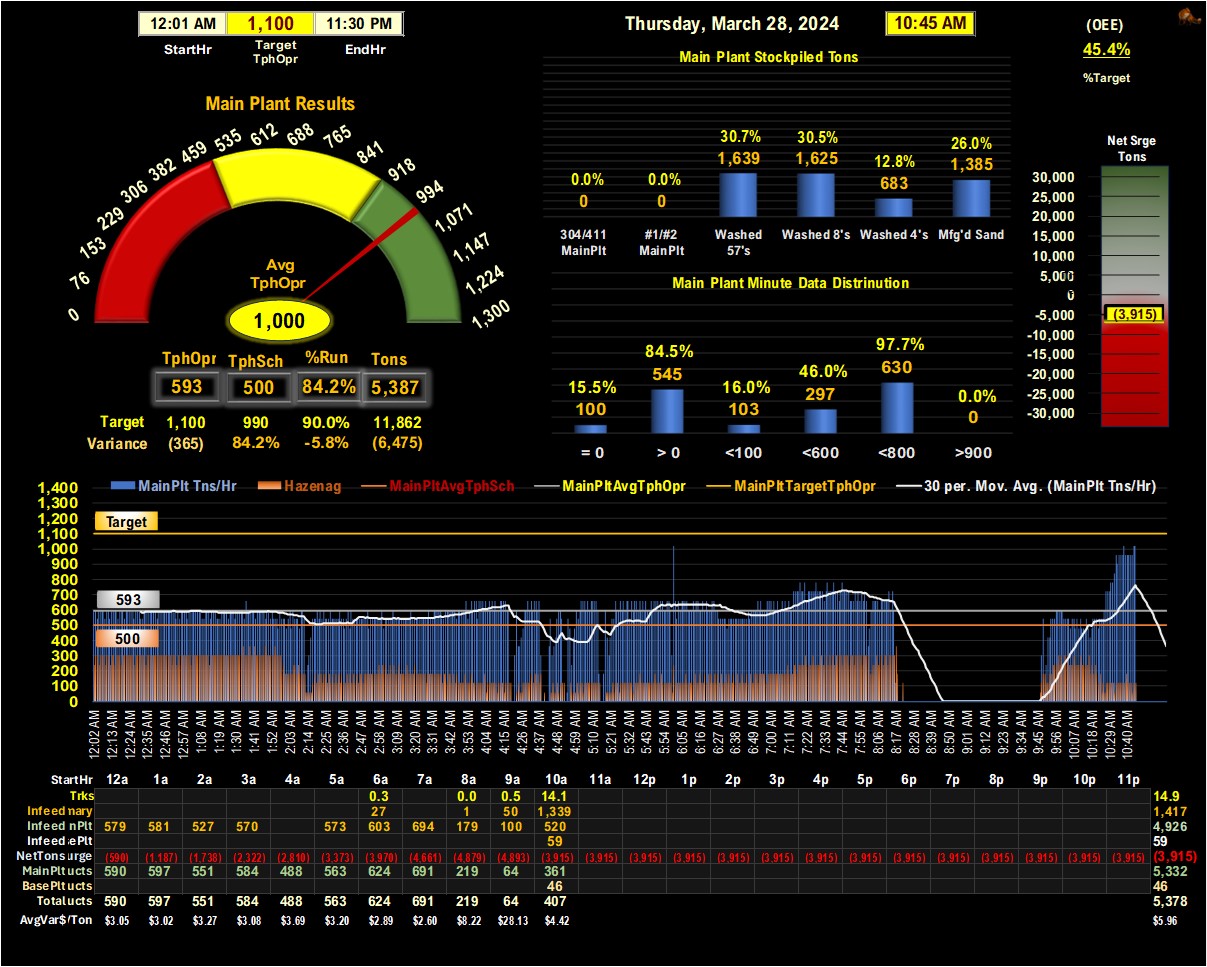 12:01 AM 1,100 11:30 PM
StartHr Target TphOpr EndHr
Thursday, March 28, 2024 10:45 AM
(OEE)
45.4%
%Target
Main Plant Results
0 76 153 229 306 382 459 535 612 688 765 841 918 994 1,071 1,147 1,224 1,300
Avg
TphOpr
1,000
TphOpr TphSch %Run Tons
593 500 84.2% 5,387
Target 1,100 990 90.0% 11,862
Variance (365) 84.2% -5.8% (6,475)
Main Plant Stockpiled Tons
0.0% 0.0% 30.7% 30.5% 12.8% 26.0%
0 0 1,639 1,625 683 1,385
304/411 MainPlt #1/#2 MainPlt Washed 57's Washed 8's Washed 4's Mfg'd Sand
Main Plant Minute Data Distrinution
15.5% 84.5% 16.0% 46.0% 97.7% 0.0%
100 545 103 297 630 0
= 0 > 0 <100 <600 <800 >900
Net Srge
Tons
30,000
25,000
20,000
15,000
10,000
5,000
0
-5,000 (3,915)
-10,000
-15,000
-20,000
-25,000
-30,000
MainPlt Tns/Hr Hazenag MainPltAvgTphSch MainPltAvgTphOpr MainPltTargetTphOpr 30 per. Mov. Avg. (MainPlt Tns/Hr)
1,400
1,300
1,200
1,100
1,000
900
800
700
600
500
400
300
200
100
0
Target
593
500
12:02 AM 12:13 AM 12:24 AM 12:35 AM 12:46 AM 12:57 AM 1:08 AM 1:19 AM 1:30 AM 1:41 AM 1:52 AM 2:03 AM 2:14 AM 2:25 AM 2:36 AM 2:47 AM 2:58 AM 3:09 AM 3:20 AM 3:31 AM 3:42 AM 3:53 AM 4:04 AM 4:15 AM 4:26 AM 4:37 AM 4:48 AM 4:59 AM 5:10 AM 5:21 AM 5:32 AM 5:43 AM 5:54 AM 6:05 AM 6:16 AM 6:27 AM 6:38 AM 6:49 AM 7:00 AM 7:11 AM 7:22 AM 7:33 AM 7:44 AM 7:55 AM 8:06 AM 8:17 AM 8:28 AM 8:39 AM 8:50 AM 9:01 AM 9:12 AM 9:23 AM 9:34 AM 9:45 AM 9:56 AM 10:07 AM 10:18 AM 10:29 AM 10:40 AM
StartHr 12a 1a 2a 3a 4a 5a 6a 7a 8a 9a 10a 11a 12p 1p 2p 3p 4p 5p 6p 7p 8p 9p 10p 11p
Trks 0.3 0.0 0.5 14.1 14.9
Infeed nary 27 1 50 1,339 1,417
Infeed nPlt 579 581 527 570 573 603 694 179 100 520 4,926
Infeed ePlt 59 59
NetTons urge (590) (1,187) (1,738) (2,322) (2,810) (3,373) (3,970) (4,661) (4,879) (4,893) (3,915) (3,915) (3,915) (3,915) (3,915) (3,915) (3,915) (3,915) (3,915) (3,915) (3,915) (3,915) (3,915) (3,915) (3,915)
MainPlt ucts 590 597 551 584 488 563 624 691 219 64 361 5,332
BasePlt ucts 46 46
Total ucts 590 597 551 584 488 563 624 691 219 64 407 5,378
AvgVar$/Ton $3.05 $3.02 $3.27 $3.08 $3.69 $3.20 $2.89 $2.60 $8.22 $28.13 $4.42 $5.96